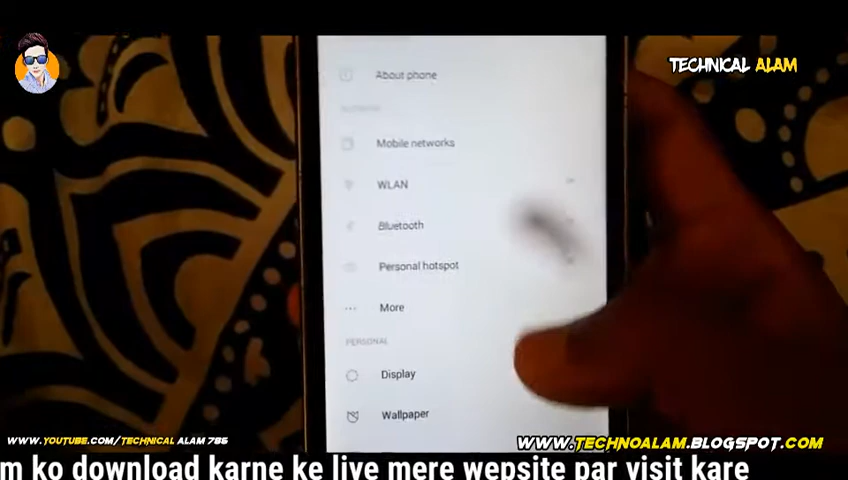 TECHNICAL ALAM
About phone
Mobile networks
WLAN
Bluetooth
Personal hotspot
More
PERSONAL
Display
Wallpaper
WWW.YOUTUBE.COM/TECHNICAL ALAM 786
WWW.TECHNOALAM.BLOGSPOT.COM
m ko download karne ke live mere wepsite par visit kare